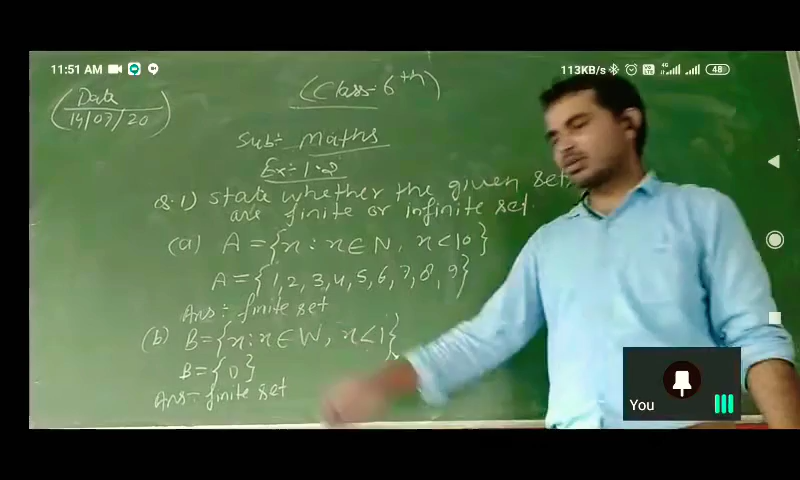 11:51 AM
113KB/s 4G 48
(Class- 6th)
Date
14/07/20
Sub:- Maths
Ex:- 1.2
Q.1) State whether the given set
are finite or infinite set.
(a) A = {x : x ∈ N, x < 10}
A = {1, 2, 3, 4, 5, 6, 7, 8, 9}
Ans:- finite set
(b) B = {x : x ∈ W, x < 1}
B = {0}
Ans:- finite set
You